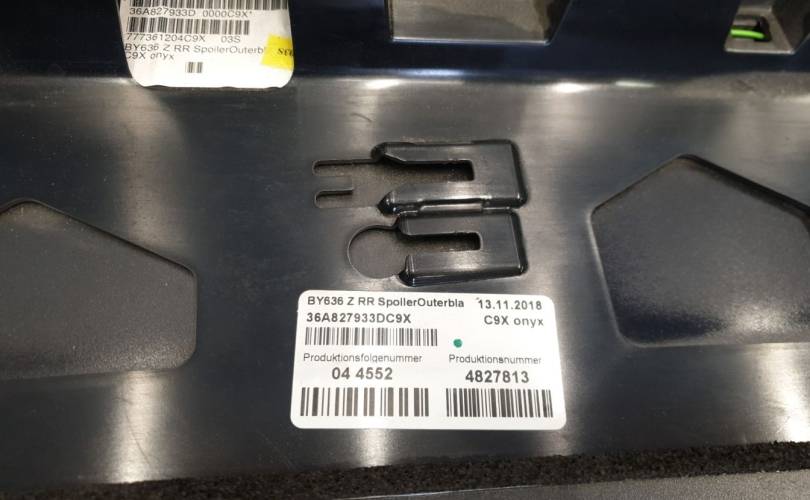 36A827933D 0000C9X*
777361204C9X 03S
BY636 Z RR SpoilerOuterbl
C9X onyx
BY636 Z RR SpoilerOuterbla 13.11.2018
36A827933DC9X C9X onyx
Produktionsfolgenummer Produktionsnummer
04 4552 4827813